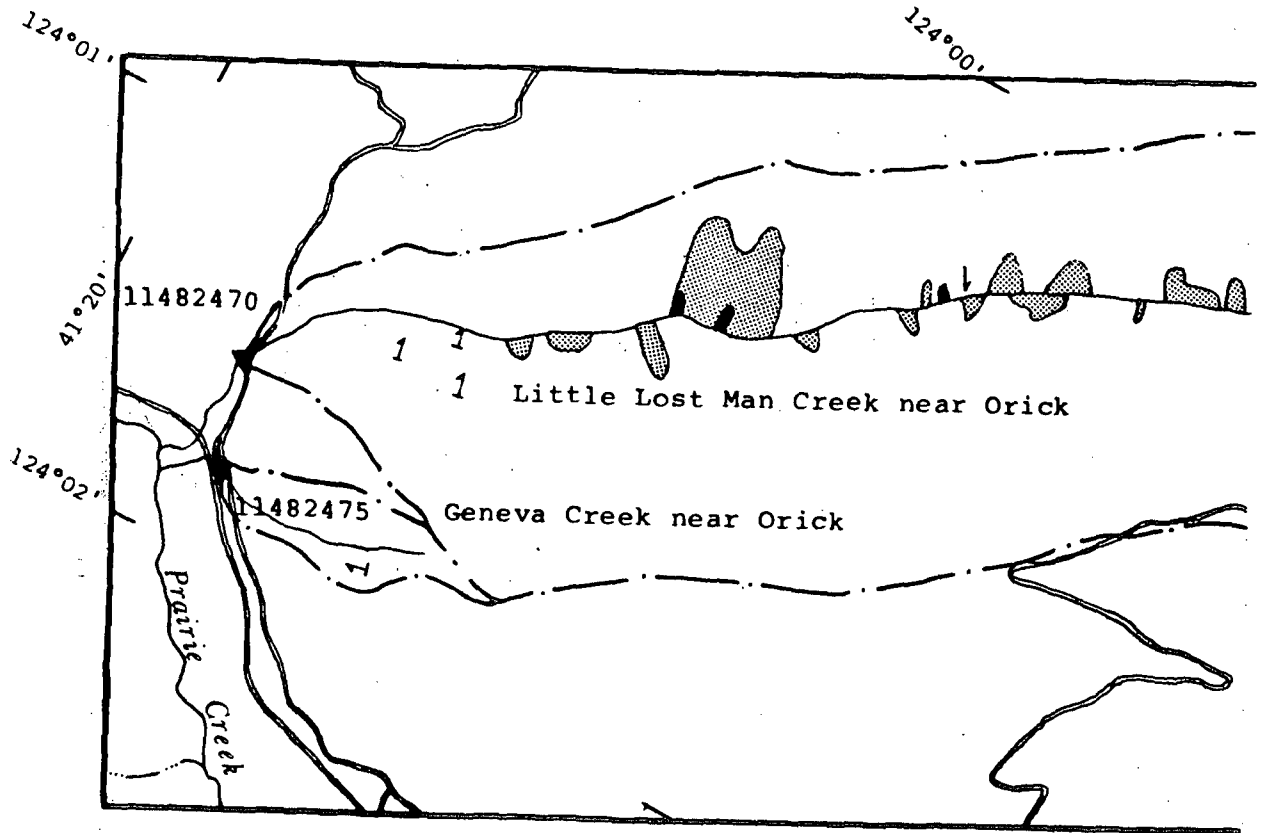 124°01'
124°00'
41°20'
11482470
1
1
1
Little Lost Man Creek near Orick
124°02'
11482475
Geneva Creek near Orick
1
Prairie
Creek